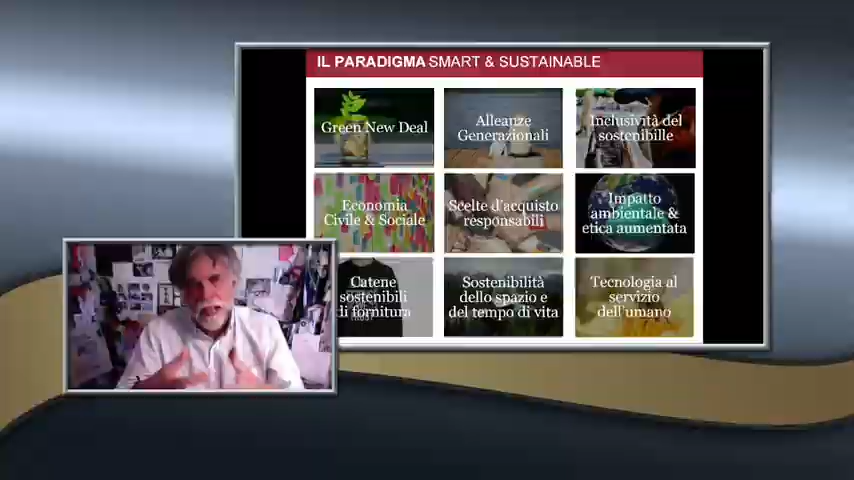 IL PARADIGMA SMART & SUSTAINABLE
Green New Deal
Alleanze
Generazionali
Inclusività del
sostenibille
Economia
Civile & Sociale
Scelte d'acquisto
responsabili
Impatto
ambientale &
etica aumentata
Catene
sostenibili
di fornitura
TRUST
Sostenibilità
dello spazio e
del tempo di vita
Tecnologia al
servizio
dell'umano